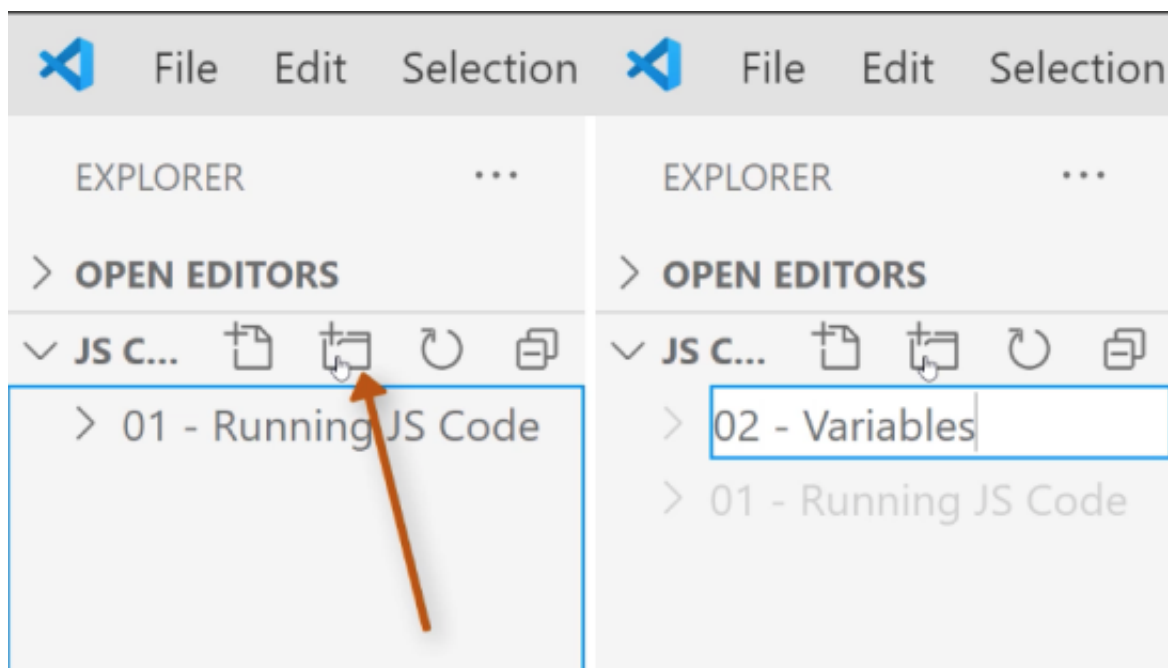 File Edit Selection
EXPLORER ...
OPEN EDITORS
JS C...
01 - Running JS Code
File Edit Selection
EXPLORER ...
OPEN EDITORS
JS C...
02 - Variables
01 - Running JS Code